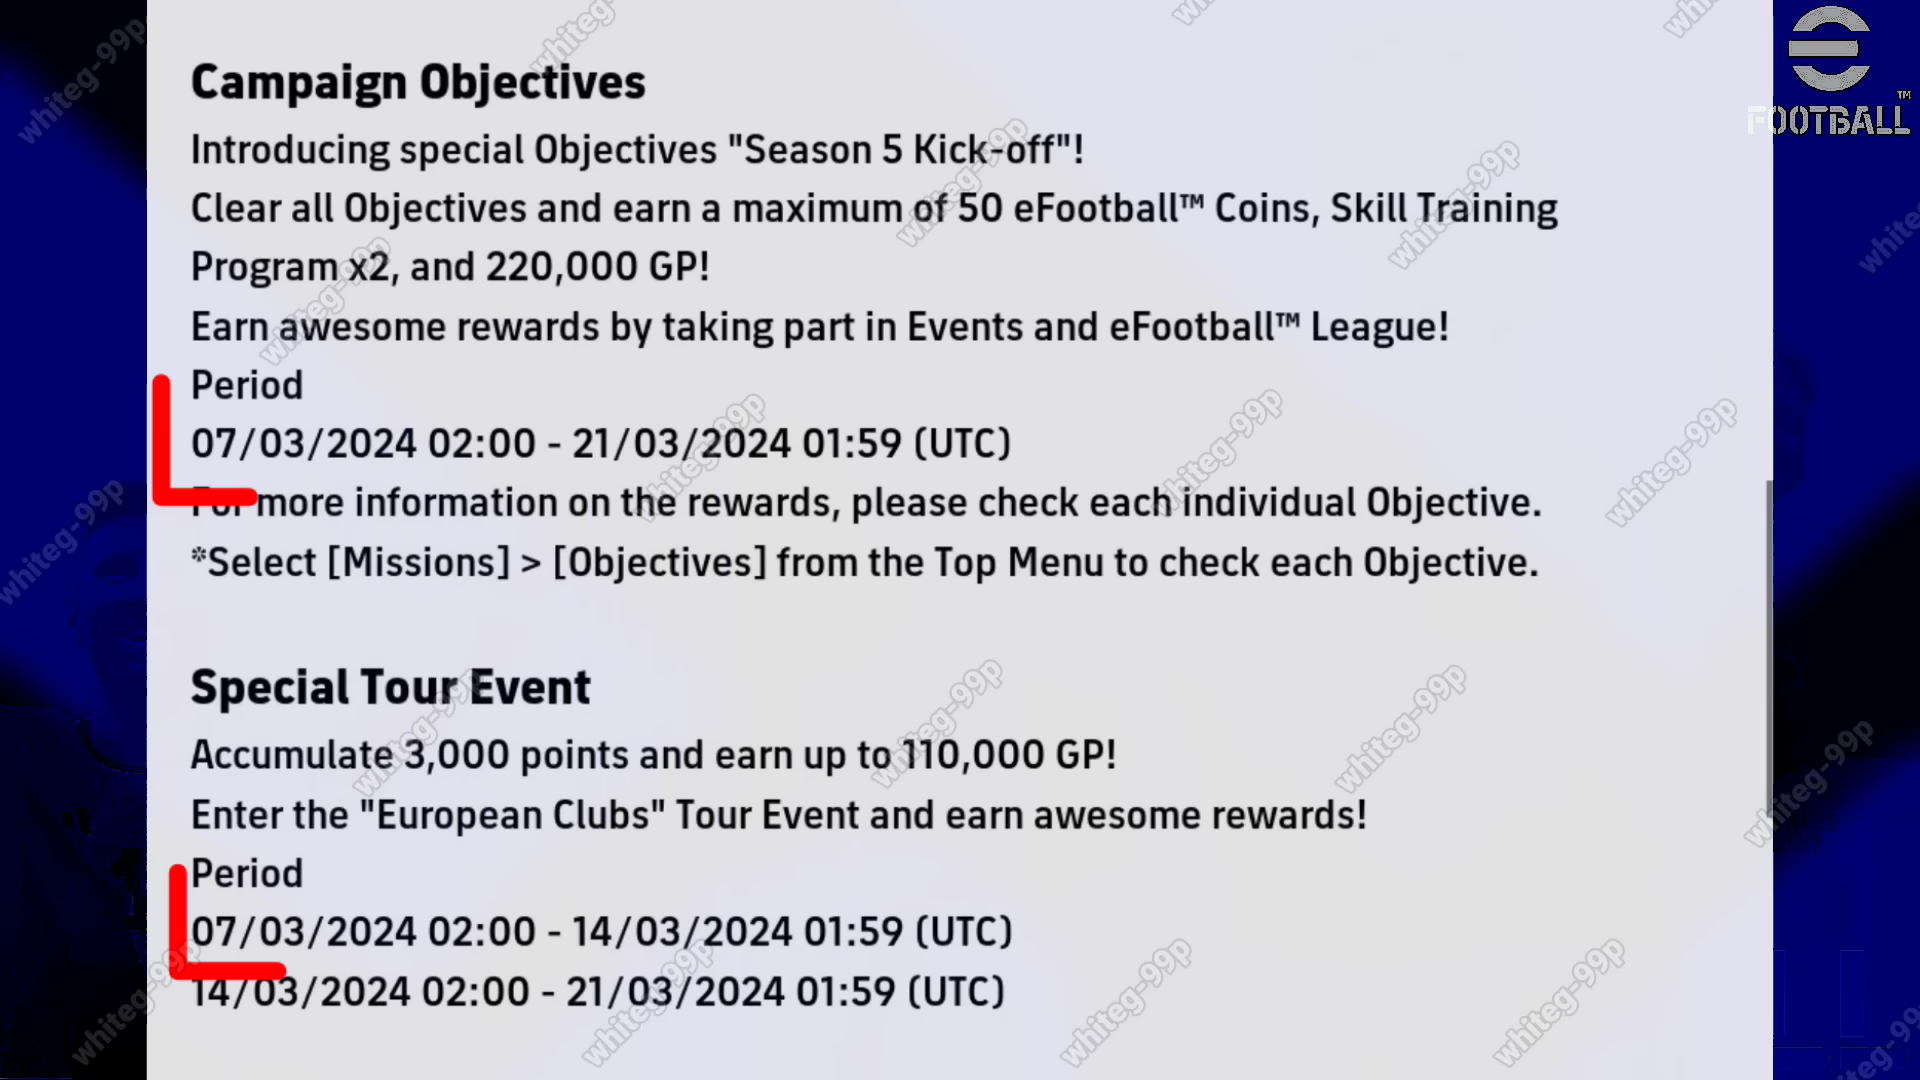 Campaign Objectives
Introducing special Objectives "Season 5 Kick-off"!
Clear all Objectives and earn a maximum of 50 eFootball™ Coins, Skill Training
Program x2, and 220,000 GP!
Earn awesome rewards by taking part in Events and eFootball™ League!
Period
07/03/2024 02:00 - 21/03/2024 01:59 (UTC)
For more information on the rewards, please check each individual Objective.
*Select [Missions] > [Objectives] from the Top Menu to check each Objective.
Special Tour Event
Accumulate 3,000 points and earn up to 110,000 GP!
Enter the "European Clubs" Tour Event and earn awesome rewards!
Period
07/03/2024 02:00 - 14/03/2024 01:59 (UTC)
14/03/2024 02:00 - 21/03/2024 01:59 (UTC)
FOOTBALL™
whiteg-99p